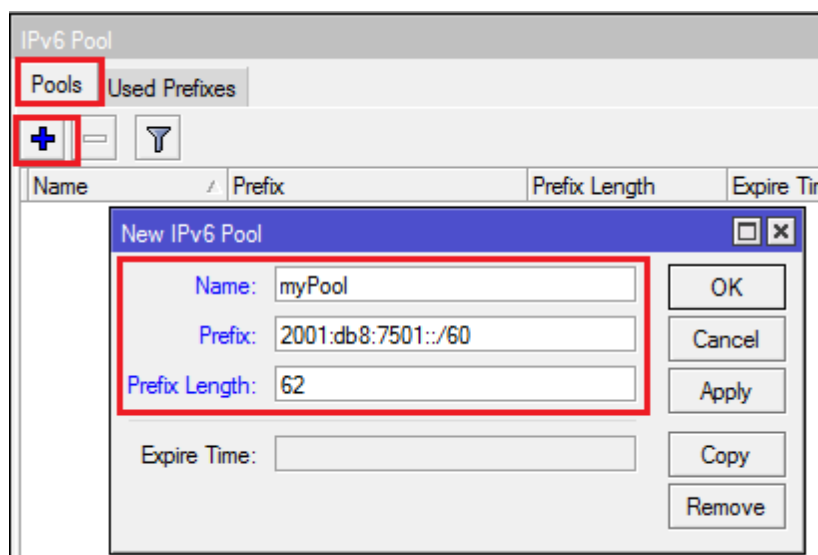 IPv6 Pool
Pools Used Prefixes
Name Prefix Prefix Length Expire
New IPv6 Pool
Name: myPool OK
Prefix: 2001:db8:7501::/60 Cancel
Prefix Length: 62 Apply
Expire Time: Copy
Remove